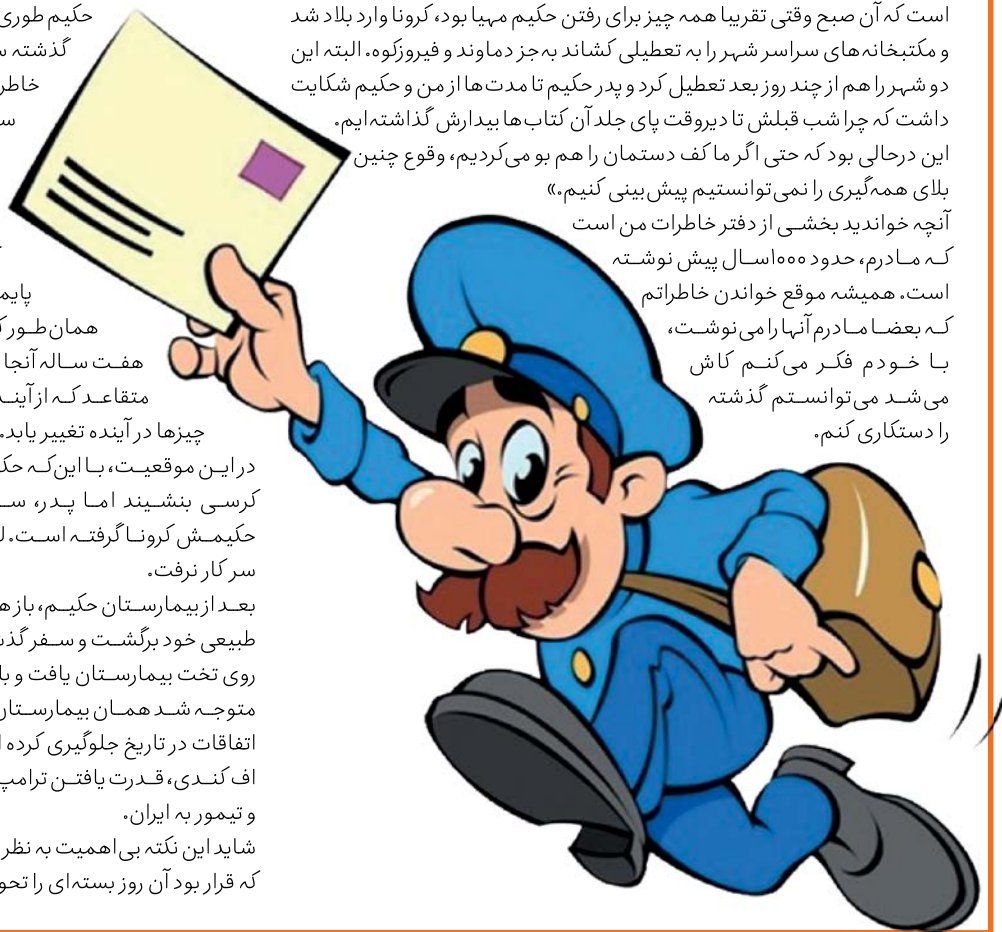 است که آن صبح وقتی تقریبا همه چیز برای رفتن حکیم مهیا بود، کرونا وارد بلاد شد
و مکتبخانه‌های سراسر شهر را به تعطیلی کشاند به‌جز دماوند و فیروزکوه. البته این
دو شهر را هم از چند روز بعد تعطیل کرد و پدر حکیم تا مدت‌ها از من و حکیم شکایت
داشت که چرا شب قبلش تا دیروقت پای جلد آن کتاب‌ها بیدارش گذاشته‌ایم.
این درحالی بود که حتی اگر ما کف دستمان را هم بو می‌کردیم، وقوع چنین
بلای همه‌گیری را نمی‌توانستیم پیش‌بینی کنیم.»
آنچه خواندید بخشی از دفتر خاطرات من است
که مادرم، حدود ۱۰۰۰سال پیش نوشته
است. همیشه موقع خواندن خاطراتم
که بعضا مادرم آنها را می‌نوشت،
با خودم فکر می‌کنم کاش
می‌شد می‌توانستم گذشته
را دستکاری کنم.
حکیم طوری
گذشته
خاطر
همان‌طور
هفت ساله آنجا
متقاعد که از
چیزها در آینده تغییر یابد.
در این موقعیت، با این‌که
کرسی بنشیند اما پدر،
حکیمش کرونا گرفته است.
سر کار نرفت.
بعد از بیمارستان حکیم، باز
طبیعی خود برگشت و سفر
روی تخت بیمارستان یافت و
متوجه شد همان بیمارستان
اتفاقات در تاریخ جلوگیری کرده
اف کندی، قدرت یافتن ترامپ
و تیمور به ایران.
شاید این نکته بی‌اهمیت به نظر
که قرار بود آن روز بسته‌ای را